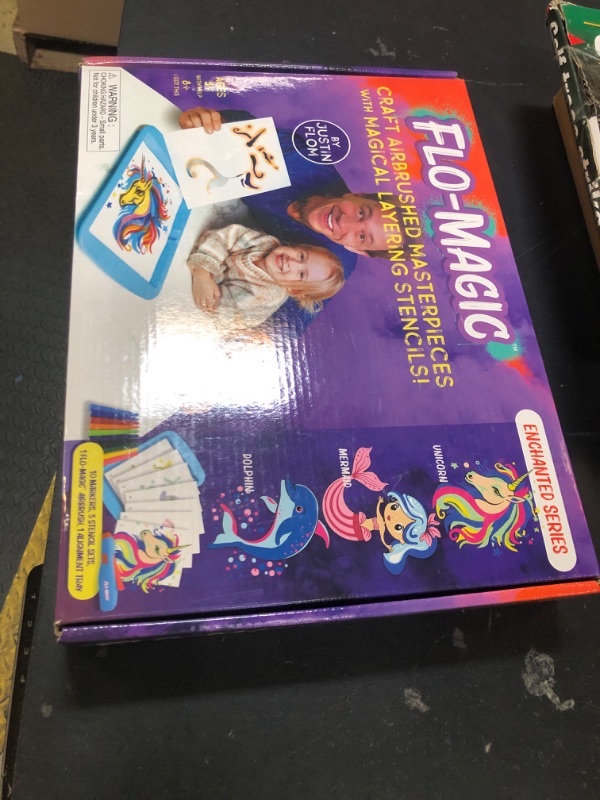 FLO-MAGIC™
CRAFT AIRBRUSHED MASTERPIECES
WITH MAGICAL LAYERING STENCILS!
BY
JUSTIN
FLOM
AGES
8+
WARNING:
CHOKING HAZARD - Small parts.
Not for children under 3 years.
ENCHANTED SERIES
UNICORN
MERMAID
DOLPHIN
10 MARKERS, 3 STENCIL SETS,
1 FLO-MAGIC AIRBRUSH, 1 ALIGNMENT TRAY